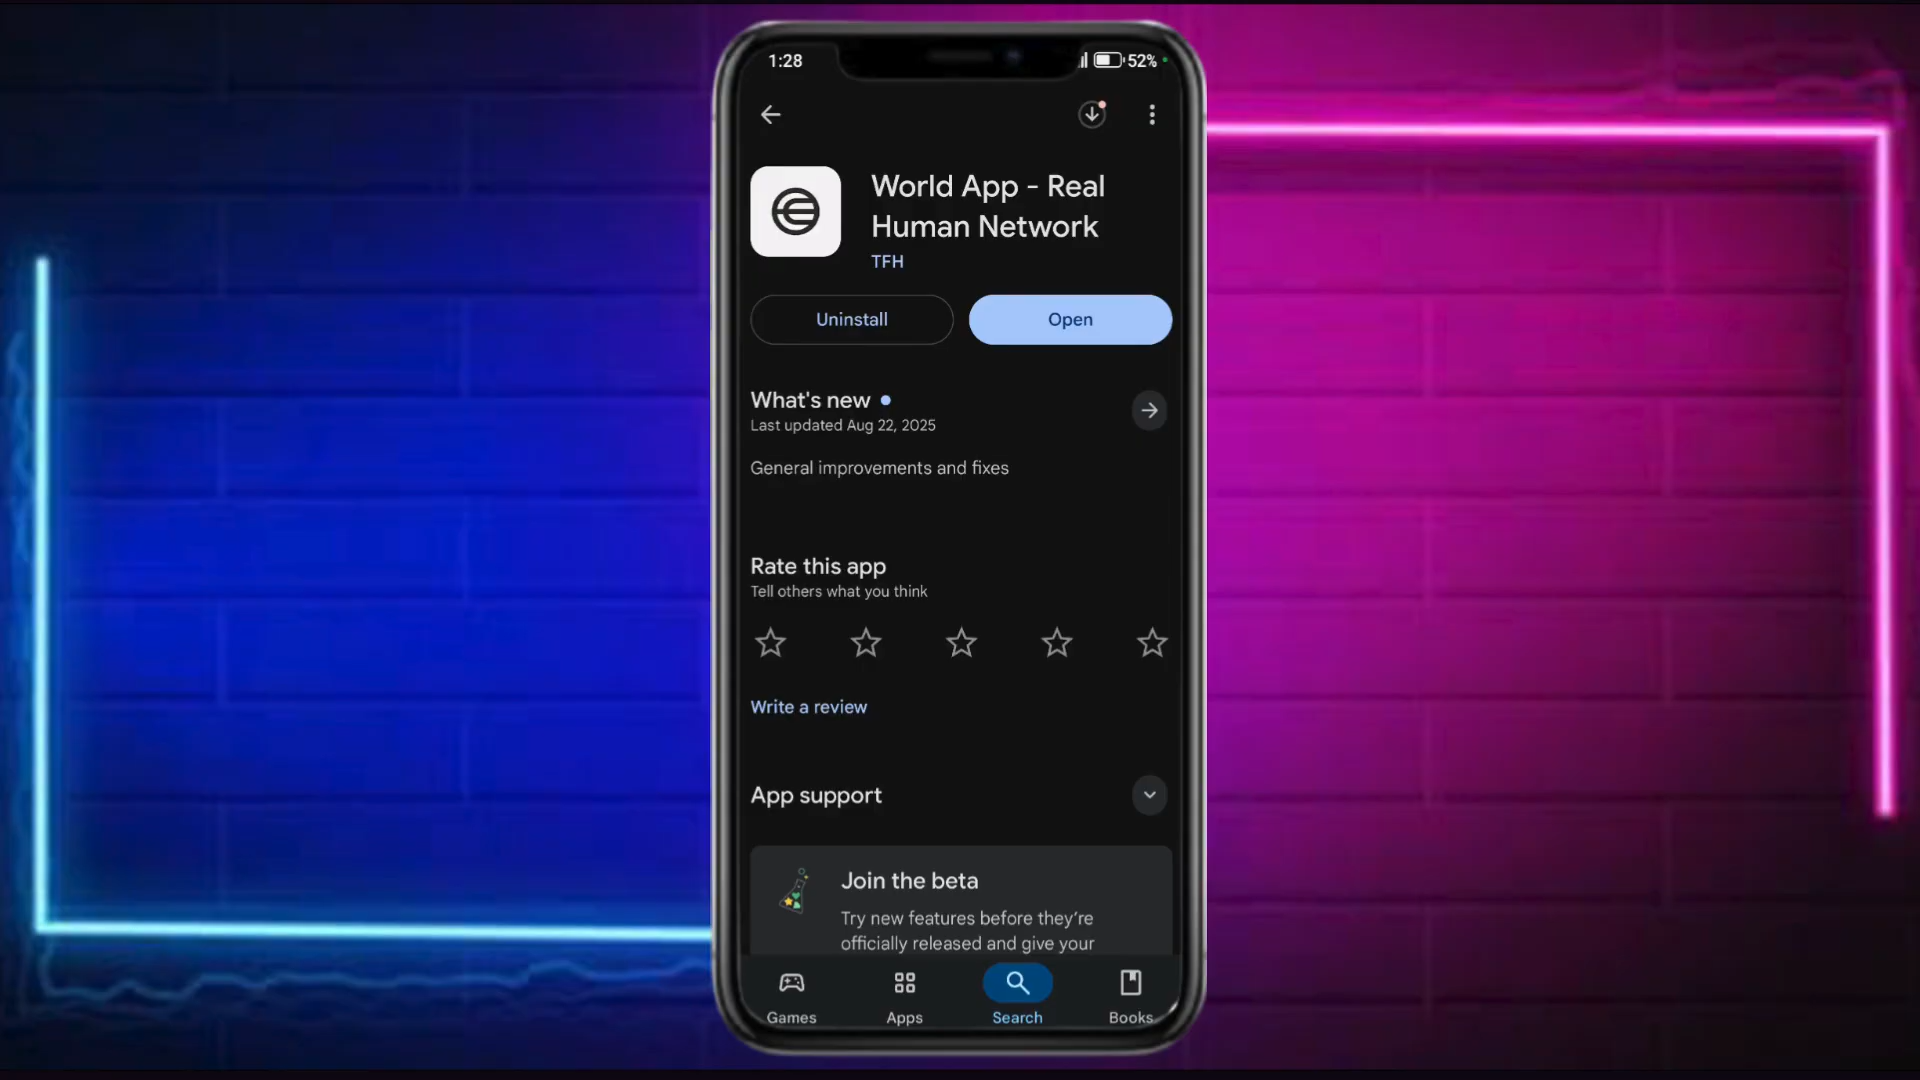 1:28
52%
World App - Real
Human Network
TFH
Uninstall
Open
What's new
Last updated Aug 22, 2025
General improvements and fixes
Rate this app
Tell others what you think
Write a review
App support
Join the beta
Try new features before they're
officially released and give your
Games
Apps
Search
Books